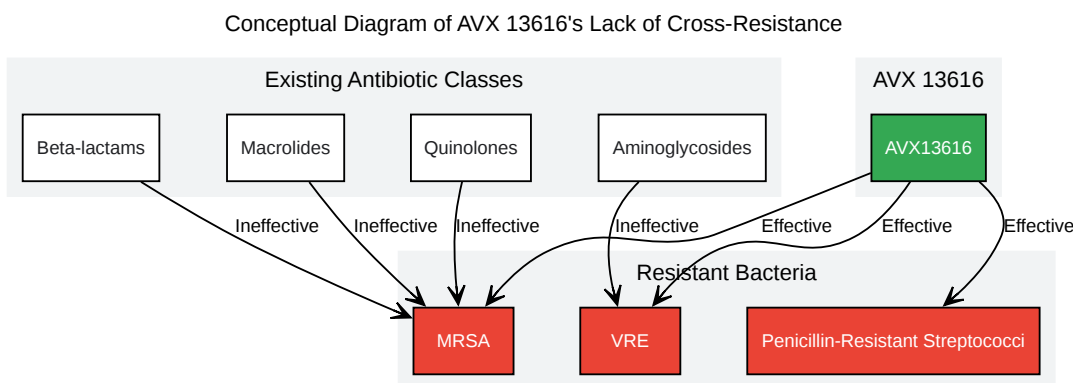 Conceptual Diagram of AVX 13616's Lack of Cross-Resistance
Existing Antibiotic Classes
AVX 13616
Beta-lactams
Macrolides
Quinolones
Aminoglycosides
AVX13616
Ineffective
Ineffective
Ineffective
Ineffective
Effective
Effective
Effective
Resistant Bacteria
MRSA
VRE
Penicillin-Resistant Streptococci